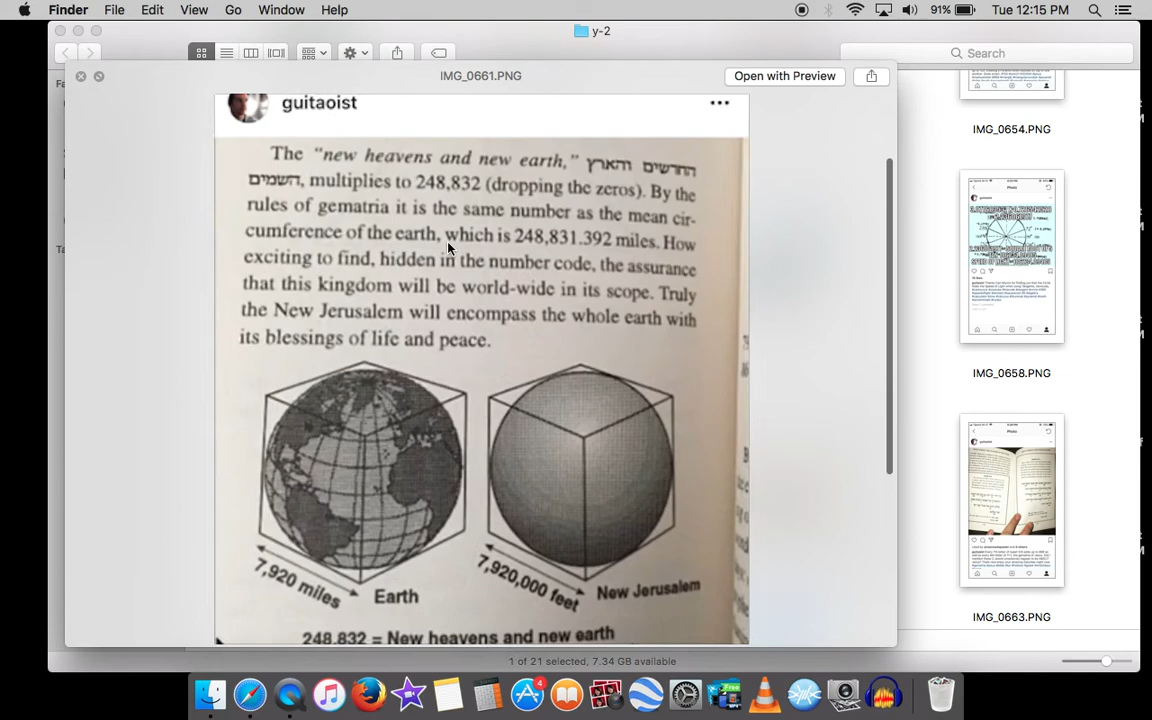 Finder File Edit View Go Window Help
91% Tue 12:15 PM
y-2
Search
IMG_0661.PNG
Open with Preview
guitaoist
The “new heavens and new earth,” החדשים והארץ
השמים, multiplies to 248,832 (dropping the zeros). By the
rules of gematria it is the same number as the mean cir-
cumference of the earth, which is 248,831.392 miles. How
exciting to find, hidden in the number code, the assurance
that this kingdom will be world-wide in its scope. Truly
the New Jerusalem will encompass the whole earth with
its blessings of life and peace.
7,920 miles
Earth
7,920,000 feet
New Jerusalem
248,832 = New heavens and new earth
IMG_0654.PNG
Photo
IMG_0658.PNG
Photo
IMG_0663.PNG
1 of 21 selected, 7.34 GB available
4
Free